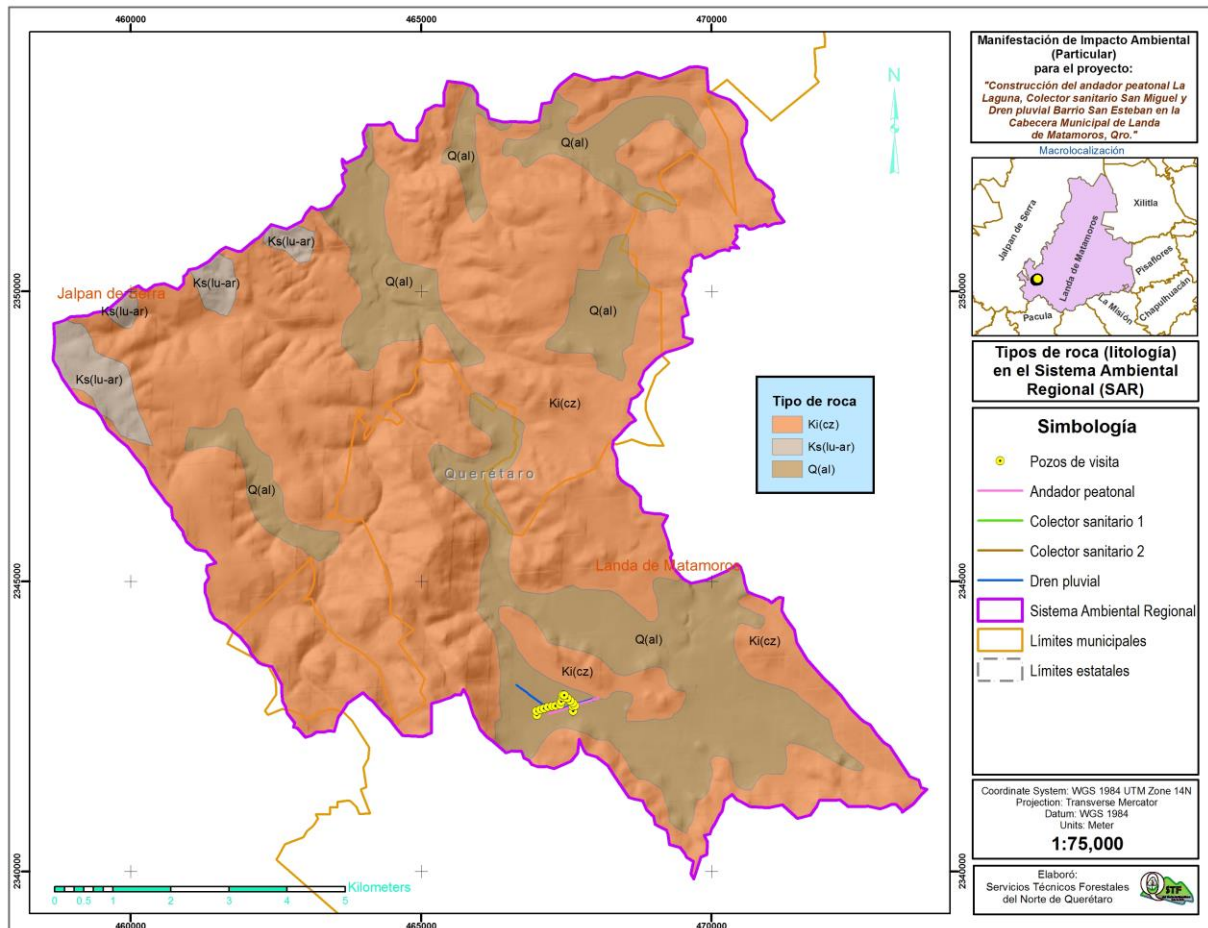 460000
465000
470000
2350000
2345000
2340000
2350000
2345000
2340000
460000
465000
470000
N
Q(al)
Q(al)
Ks(lu-ar)
Ks(lu-ar)
Jalpan de Serra
Ks(lu-ar)
Q(al)
Q(al)
Ks(lu-ar)
Ki(cz)
Querétaro
Q(al)
Landa de Matamoros
Q(al)
Ki(cz)
Ki(cz)
Tipo de roca
Ki(cz)
Ks(lu-ar)
Q(al)
Kilometers
0 0.5 1 2 3 4 5
Manifestación de Impacto Ambiental
(Particular)
para el proyecto:
"Construcción del andador peatonal La
Laguna, Colector sanitario San Miguel y
Dren pluvial Barrio San Esteban en la
Cabecera Municipal de Landa
de Matamoros, Qro."
Macrolocalización
Jalpan de Serra
Xilitla
Landa de Matamoros
Pisaflores
Chapulhuacán
La Misión
Pacula
Tipos de roca (litología)
en el Sistema Ambiental
Regional (SAR)
Simbología
Pozos de visita
Andador peatonal
Colector sanitario 1
Colector sanitario 2
Dren pluvial
Sistema Ambiental Regional
Límites municipales
Límites estatales
Coordinate System: WGS 1984 UTM Zone 14N
Projection: Transverse Mercator
Datum: WGS 1984
Units: Meter
1:75,000
Elaboró:
Servicios Técnicos Forestales
del Norte de Querétaro
STF